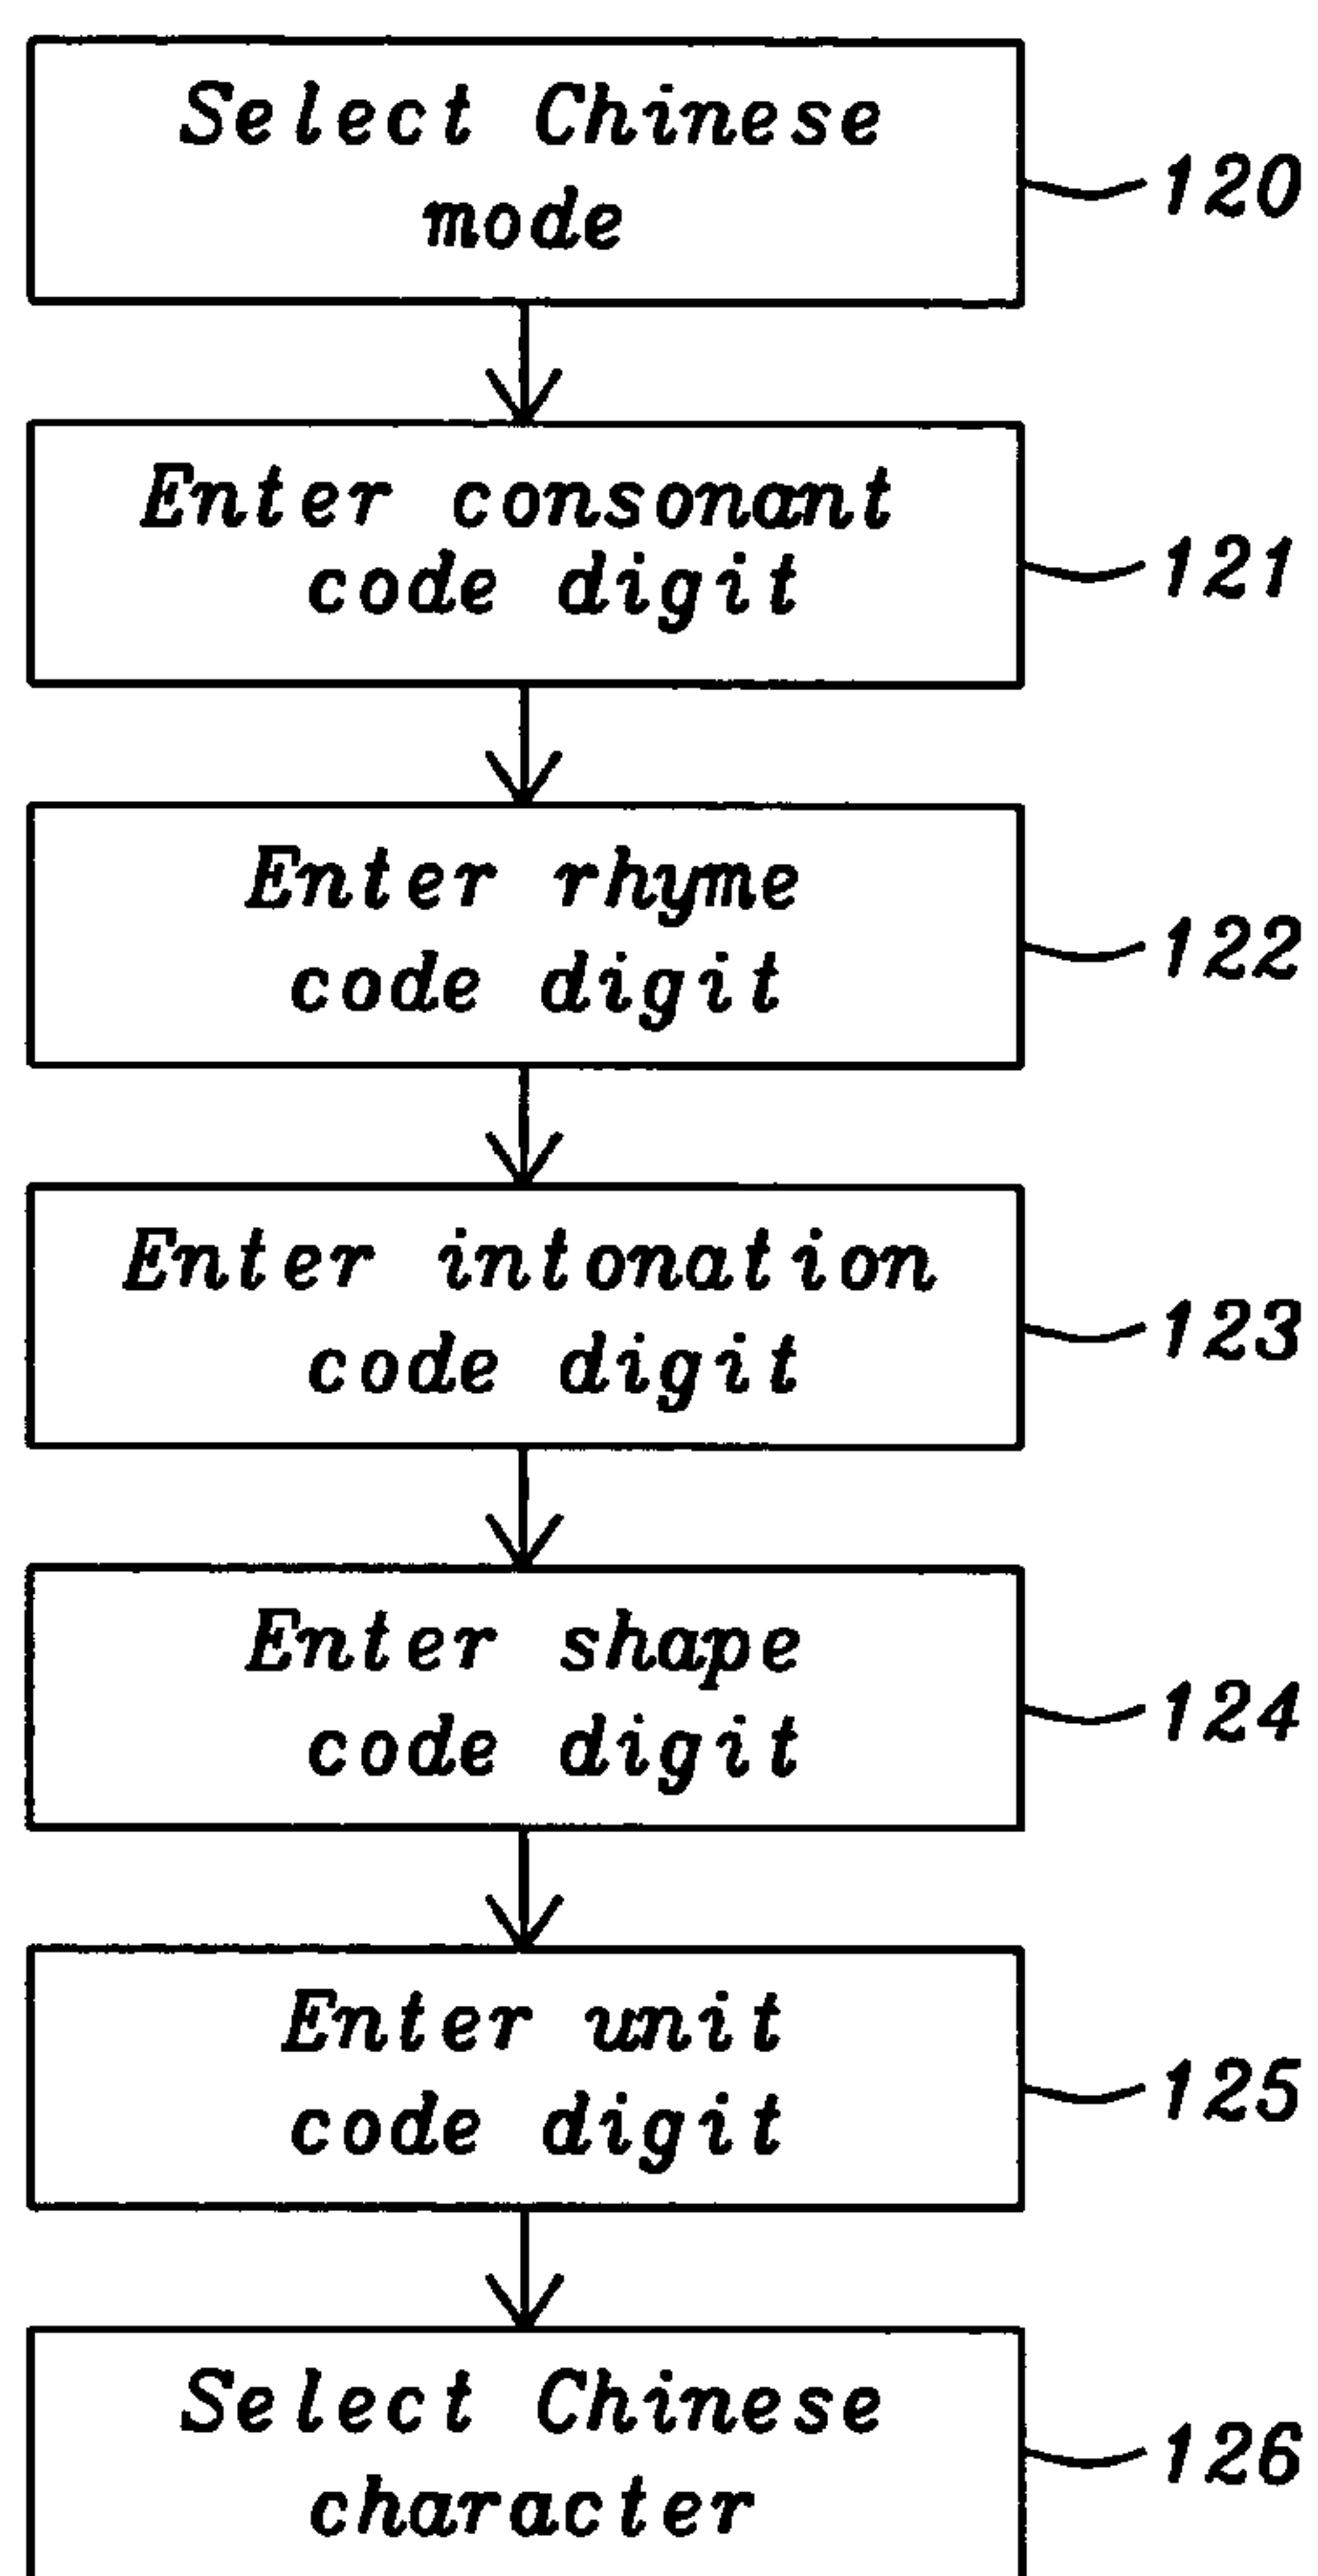 Select Chinese
mode
120
Enter consonant
code digit
121
Enter rhyme
code digit
122
Enter intonation
code digit
123
Enter shape
code digit
124
Enter unit
code digit
125
Select Chinese
character
126